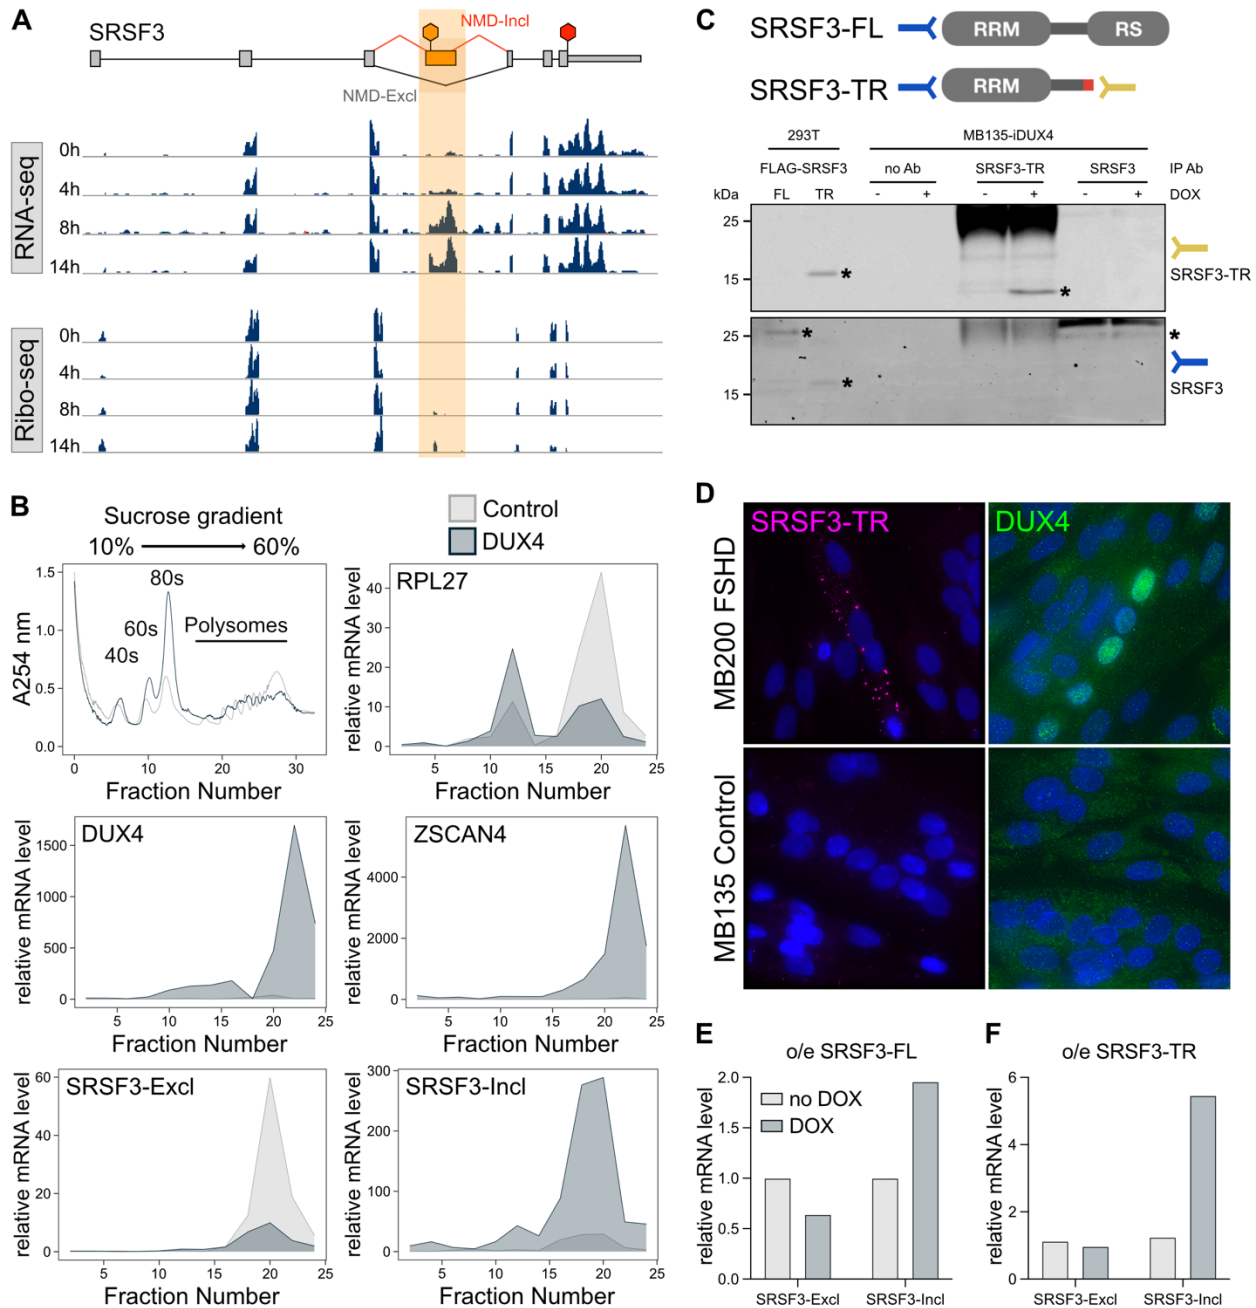 A
SRSF3
NMD-Incl
NMD-Excl
RNA-seq
0h
4h
8h
14h
Ribo-seq
0h
4h
8h
14h
B
Sucrose gradient
10% 60%
Control
DUX4
80s
60s
40s
Polysomes
A254 nm
1.5
1.0
0.5
0.0
0 10 20 30
Fraction Number
RPL27
relative mRNA level
40
30
20
10
0
5 10 15 20 25
Fraction Number
DUX4
relative mRNA level
1500
1000
500
0
5 10 15 20 25
Fraction Number
ZSCAN4
relative mRNA level
4000
2000
0
5 10 15 20 25
Fraction Number
SRSF3-Excl
relative mRNA level
60
40
20
0
5 10 15 20 25
Fraction Number
SRSF3-Incl
relative mRNA level
300
200
100
0
5 10 15 20 25
Fraction Number
C
SRSF3-FL RRM RS
SRSF3-TR RRM
293T MB135-iDUX4
FLAG-SRSF3 no Ab SRSF3-TR SRSF3 IP Ab
kDa FL TR - + - + - + DOX
25
15
*
*
SRSF3-TR
25
15
*
*
*
SRSF3
D
SRSF3-TR
DUX4
MB200 FSHD
MB135 Control
E
o/e SRSF3-FL
relative mRNA level
2.0
1.5
1.0
0.5
0.0
no DOX
DOX
SRSF3-Excl SRSF3-Incl
F
o/e SRSF3-TR
relative mRNA level
6
4
2
0
SRSF3-Excl SRSF3-Incl